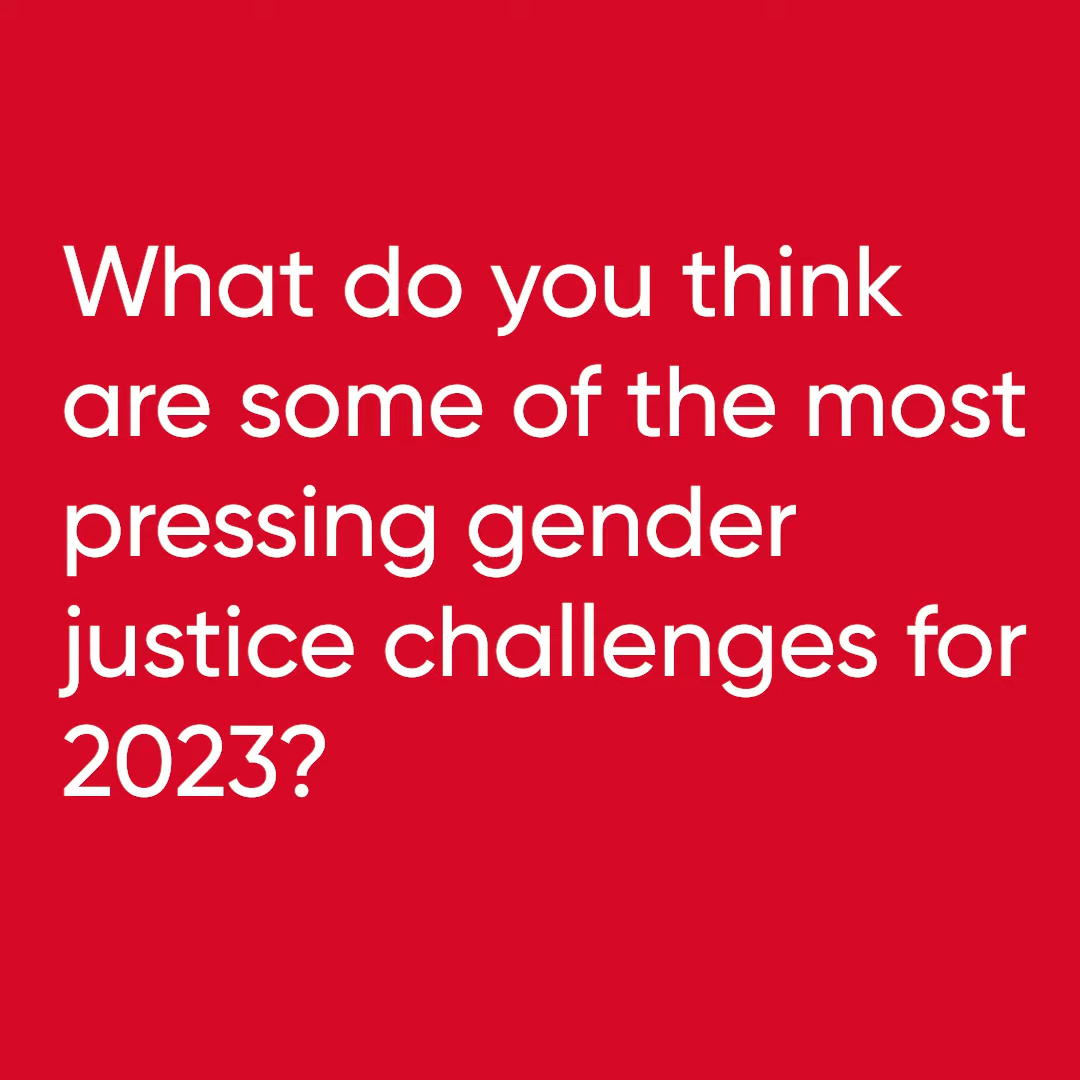 What do you think
are some of the most
pressing gender
justice challenges for
2023?